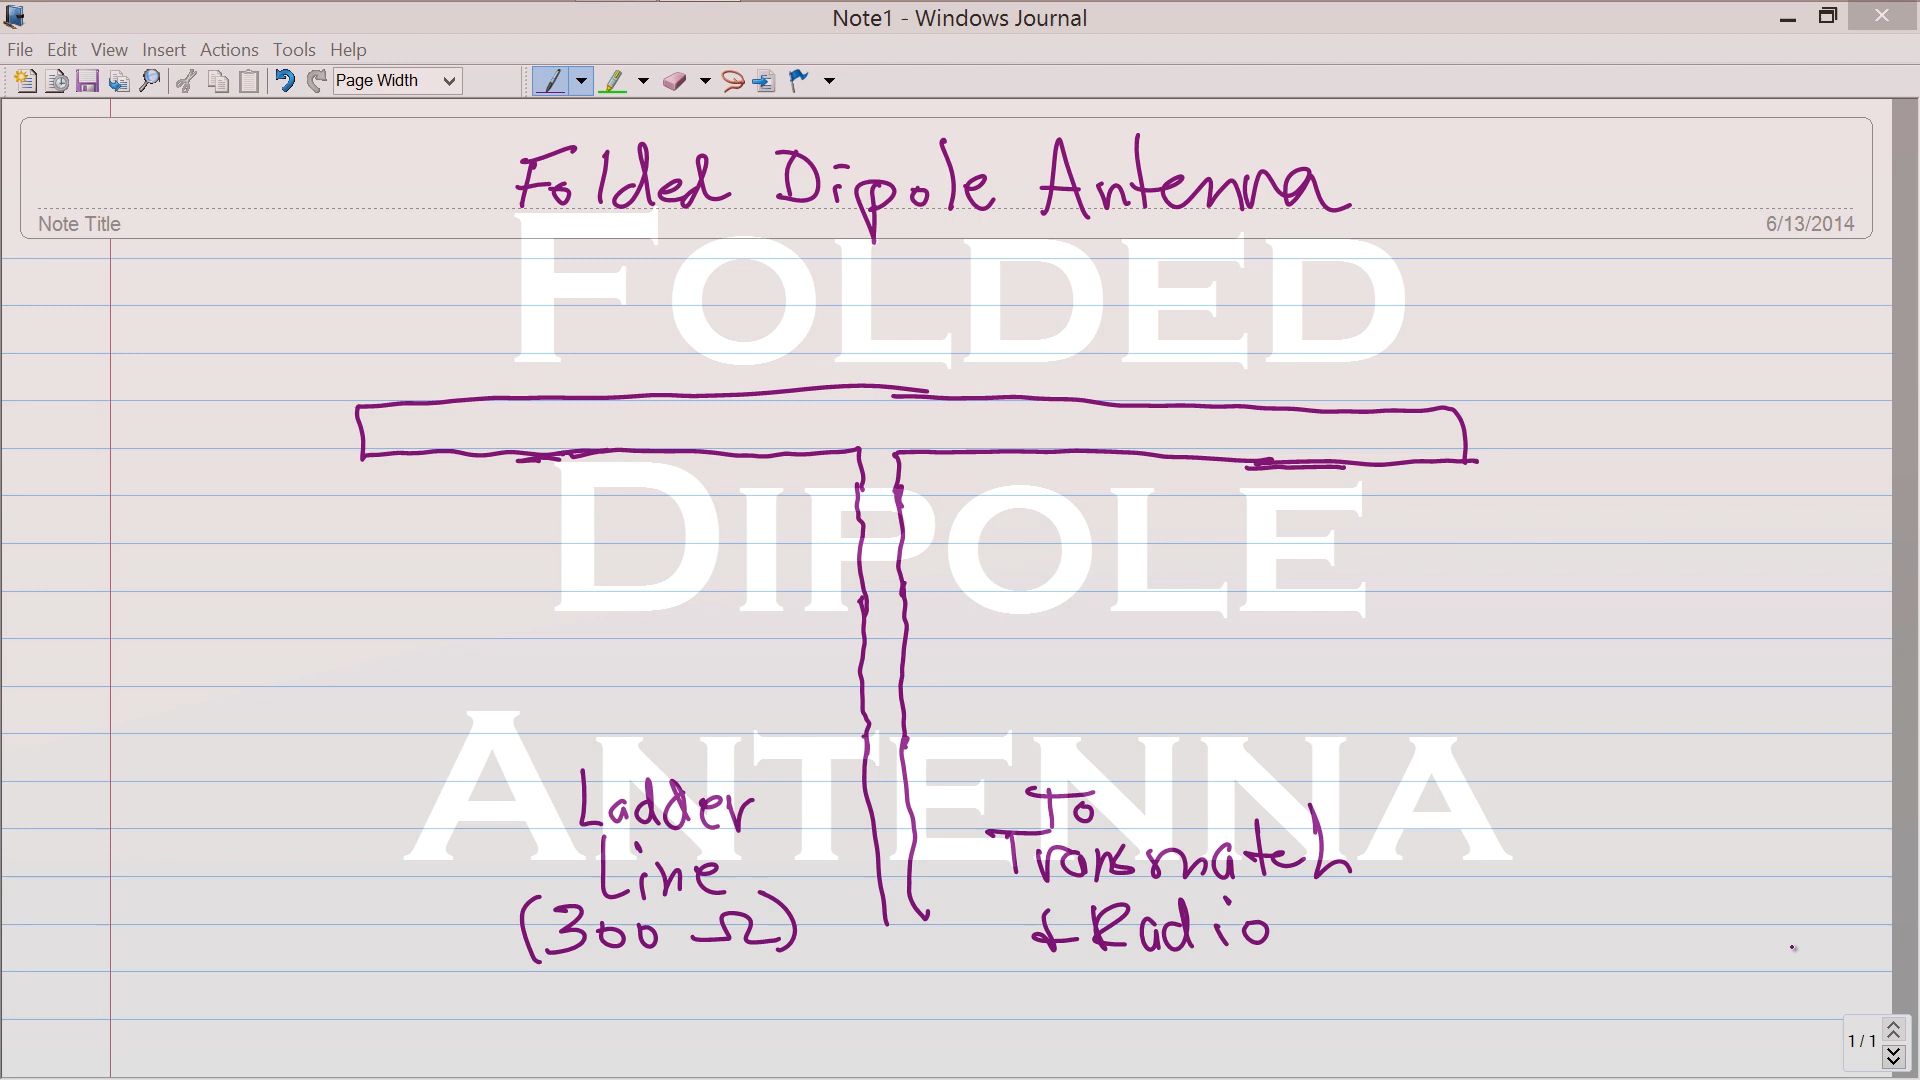 Note1 - Windows Journal
File Edit View Insert Actions Tools Help
Page Width
Folded Dipole Antenna
Note Title
6/13/2014
FOLDED
DIPOLE
ANTENNA
Ladder
Line
(300 Ω)
To
Transmatch
& Radio
1 / 1